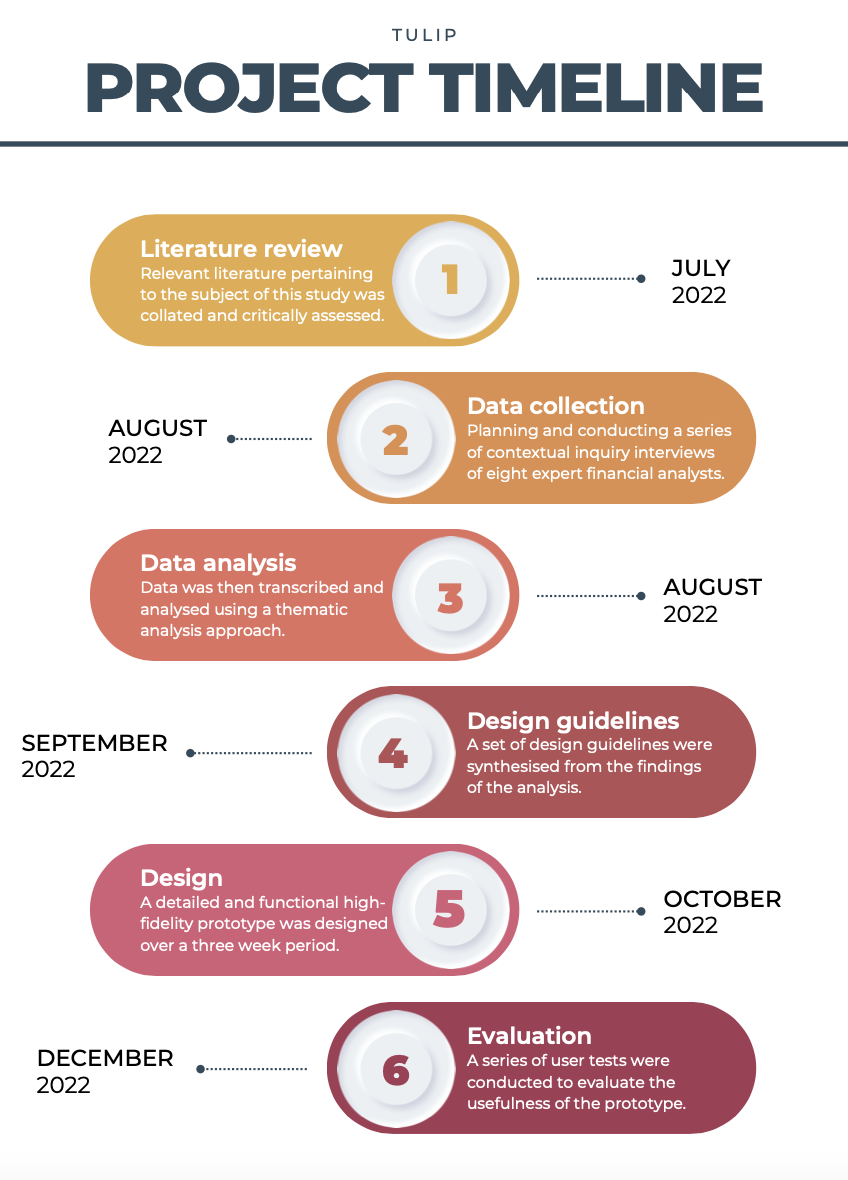 TULIP
PROJECT TIMELINE
Literature review
Relevant literature pertaining
to the subject of this study was
collated and critically assessed.
1
JULY
2022
AUGUST
2022
2
Data collection
Planning and conducting a series
of contextual inquiry interviews
of eight expert financial analysts.
Data analysis
Data was then transcribed and
analysed using a thematic
analysis approach.
3
AUGUST
2022
SEPTEMBER
2022
4
Design guidelines
A set of design guidelines were
synthesised from the findings
of the analysis.
Design
A detailed and functional high-
fidelity prototype was designed
over a three week period.
5
OCTOBER
2022
DECEMBER
2022
6
Evaluation
A series of user tests were
conducted to evaluate the
usefulness of the prototype.